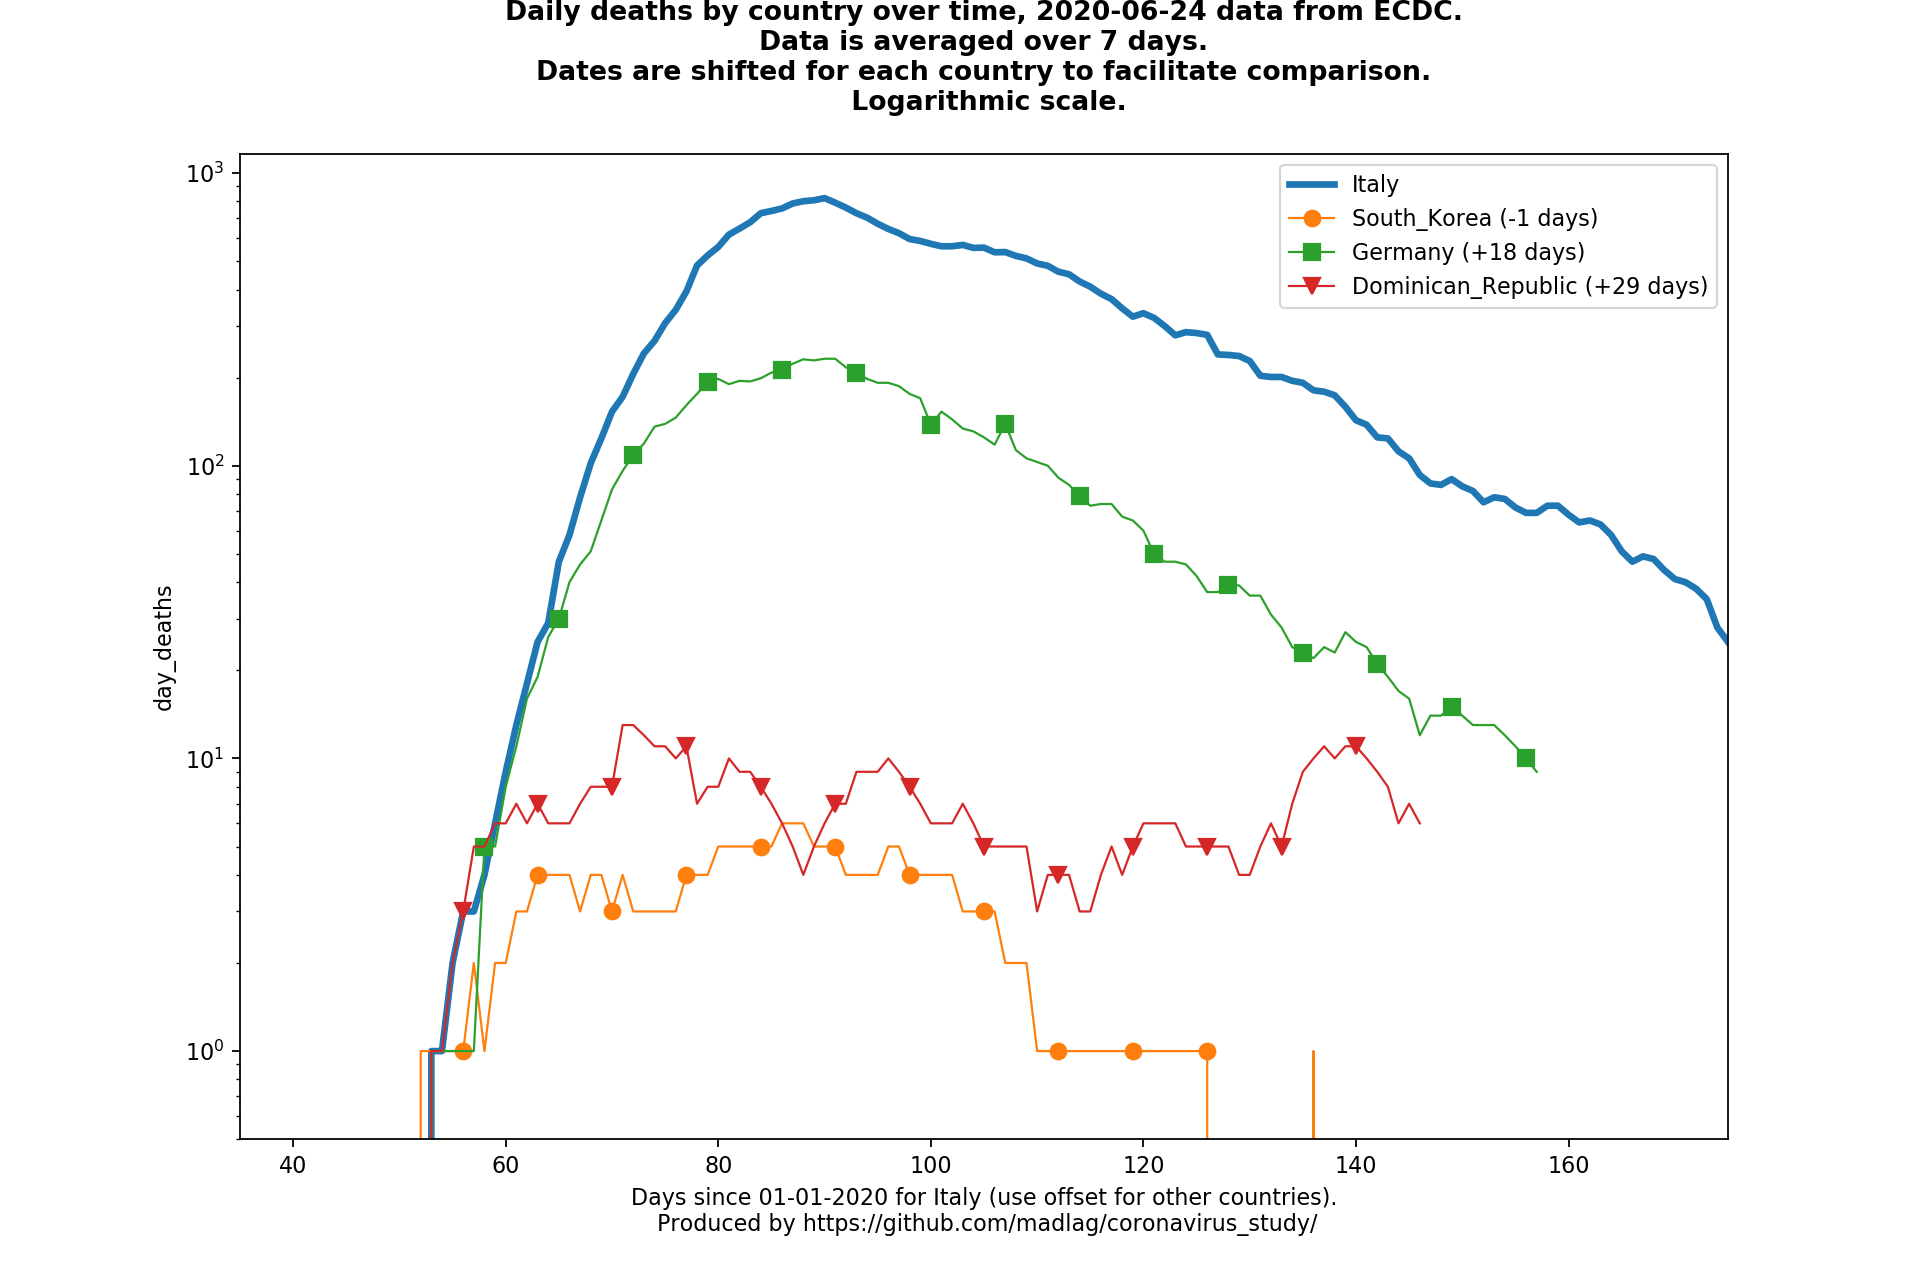 Daily deaths by country over time, 2020-06-24 data from ECDC.
Data is averaged over 7 days.
Dates are shifted for each country to facilitate comparison.
Logarithmic scale.
10³
10²
10¹
10⁰
day_deaths
Italy
South_Korea (-1 days)
Germany (+18 days)
Dominican_Republic (+29 days)
40 60 80 100 120 140 160
Days since 01-01-2020 for Italy (use offset for other countries).
Produced by https://github.com/madlag/coronavirus_study/